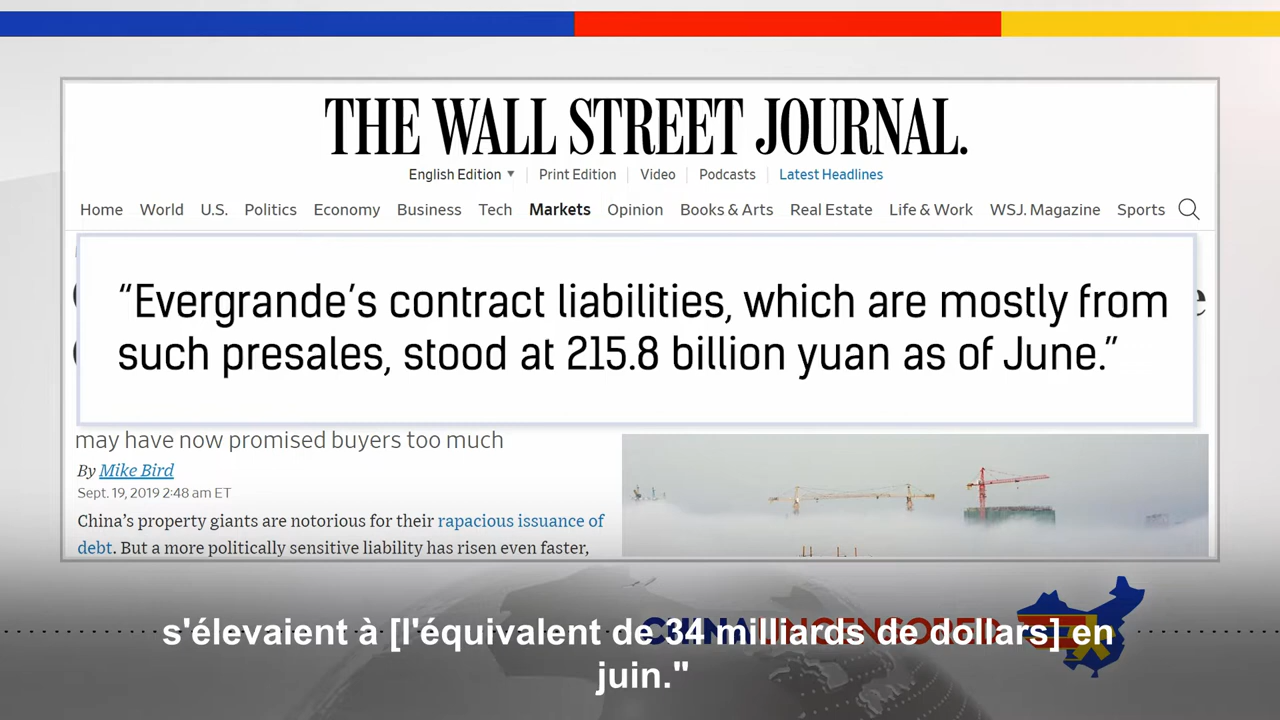 THE WALL STREET JOURNAL.
English Edition ▼ | Print Edition | Video | Podcasts | Latest Headlines
Home World U.S. Politics Economy Business Tech Markets Opinion Books & Arts Real Estate Life & Work WSJ. Magazine Sports
“Evergrande’s contract liabilities, which are mostly from
such presales, stood at 215.8 billion yuan as of June.”
may have now promised buyers too much
By Mike Bird
Sept. 19, 2019 2:48 am ET
China’s property giants are notorious for their rapacious issuance of
debt. But a more politically sensitive liability has risen even faster,
CHINA UNCENSORED
s'élevaient à [l'équivalent de 34 milliards de dollars] en
juin."